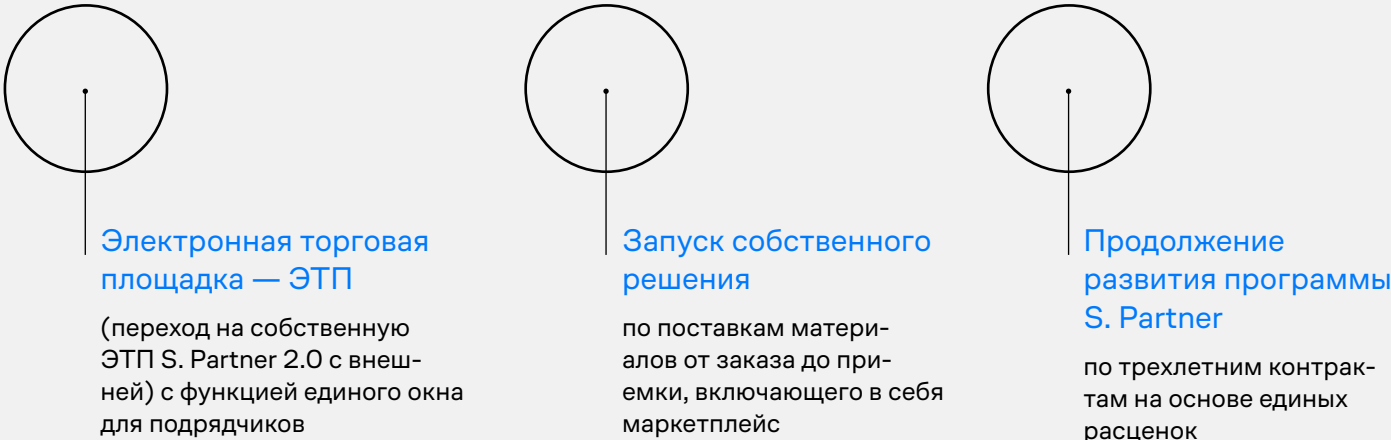 Электронная торговая
площадка — ЭТП
(переход на собственную
ЭТП S. Partner 2.0 с внеш-
ней) с функцией единого окна
для подрядчиков
Запуск собственного
решения
по поставкам матери-
алов от заказа до при-
емки, включающего в себя
маркетплейс
Продолжение
развития программы
S. Partner
по трехлетним контрак-
там на основе единых
расценок